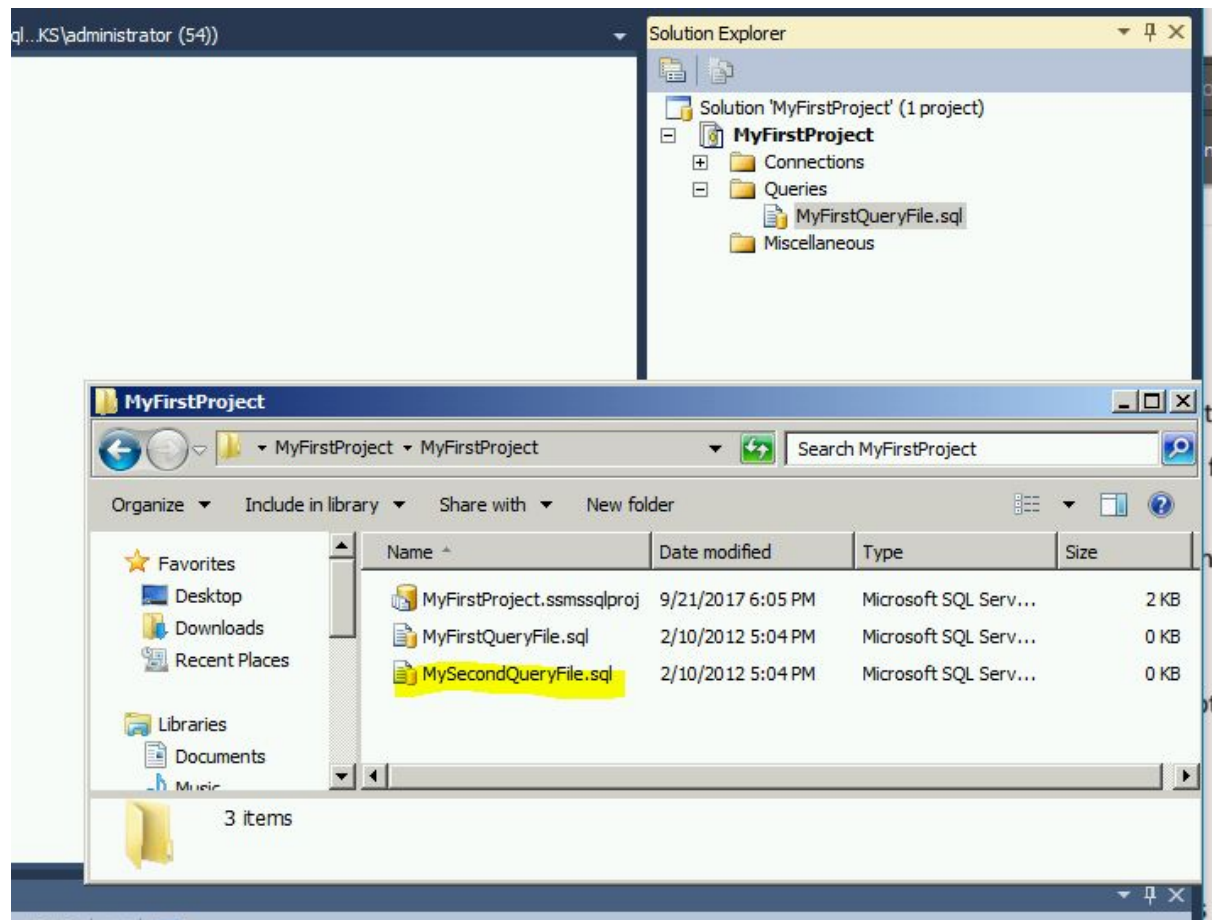 ql...KS\administrator (54))
Solution Explorer
Solution 'MyFirstProject' (1 project)
MyFirstProject
Connections
Queries
MyFirstQueryFile.sql
Miscellaneous
MyFirstProject
MyFirstProject MyFirstProject
Search MyFirstProject
Organize Include in library Share with New folder
Favorites
Desktop
Downloads
Recent Places
Libraries
Documents
Music
Name Date modified Type Size
MyFirstProject.ssmssqlproj 9/21/2017 6:05 PM Microsoft SQL Serv... 2 KB
MyFirstQueryFile.sql 2/10/2012 5:04 PM Microsoft SQL Serv... 0 KB
MySecondQueryFile.sql 2/10/2012 5:04 PM Microsoft SQL Serv... 0 KB
3 items